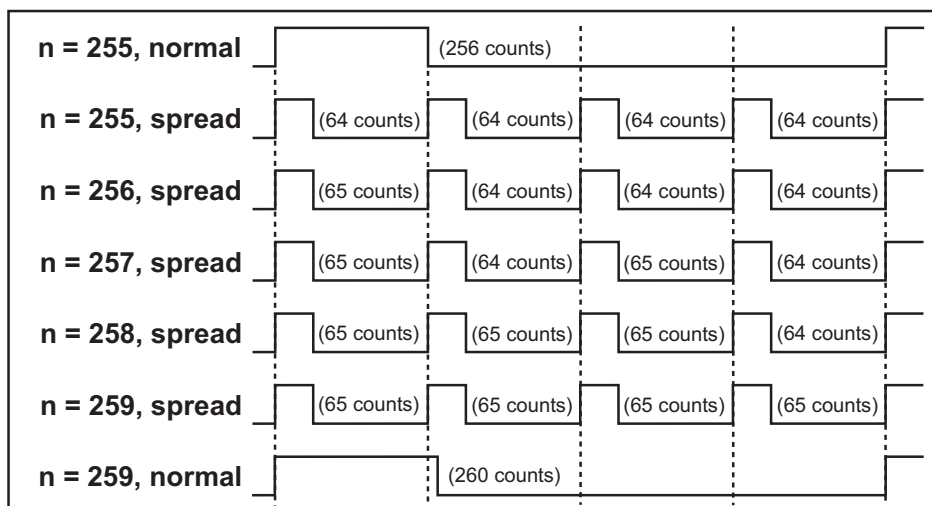 n = 255, normal (256 counts)
n = 255, spread (64 counts) (64 counts) (64 counts) (64 counts)
n = 256, spread (65 counts) (64 counts) (64 counts) (64 counts)
n = 257, spread (65 counts) (64 counts) (65 counts) (64 counts)
n = 258, spread (65 counts) (65 counts) (65 counts) (64 counts)
n = 259, spread (65 counts) (65 counts) (65 counts) (65 counts)
n = 259, normal (260 counts)